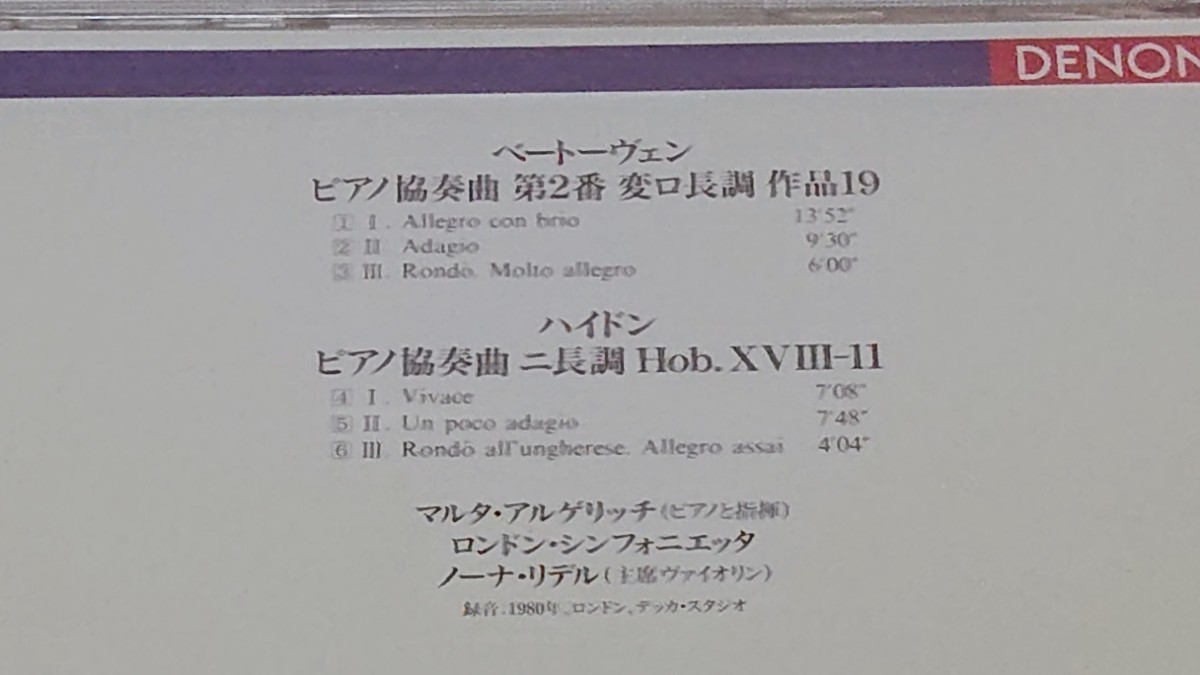 DENON
ベートーヴェン
ピアノ協奏曲 第2番 変ロ長調 作品19
1 I. Allegro con brio 13'52"
2 II. Adagio 9'30"
3 III. Rondo. Molto allegro 6'00"
ハイドン
ピアノ協奏曲 ニ長調 Hob. XVIII-11
4 I. Vivace 7'08"
5 II. Un poco adagio 7'48"
6 III. Rondō all'ungherese. Allegro assai 4'04"
マルタ・アルゲリッチ(ピアノと指揮)
ロンドン・シンフォニエッタ
ノーナ・リデル(主席ヴァイオリン)
録音:1980年、ロンドン、デッカ・スタジオ